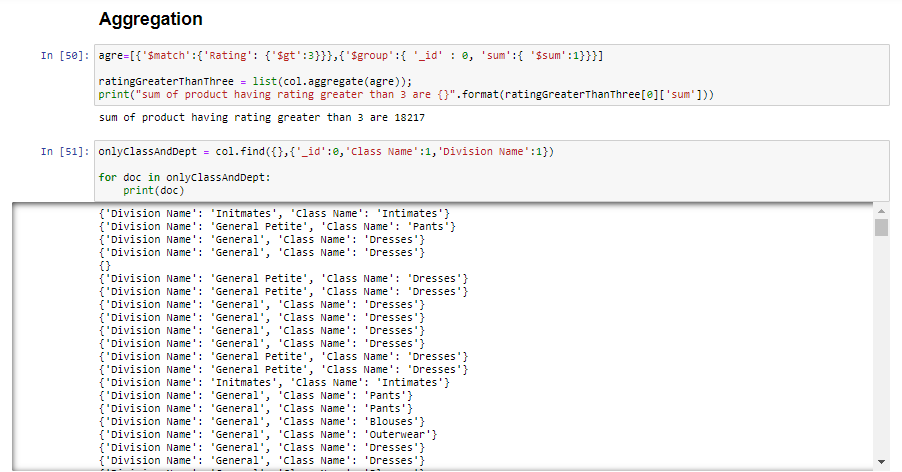 Aggregation
In [50]: agre=[{'$match':{'Rating': {'$gt':3}}},{'$group':{ '_id' : 0, 'sum':{ '$sum':1}}}]
ratingGreaterThanThree = list(col.aggregate(agre));
print("sum of product having rating greater than 3 are {}".format(ratingGreaterThanThree[0]['sum']))
sum of product having rating greater than 3 are 18217
In [51]: onlyClassAndDept = col.find({},{'_id':0,'Class Name':1,'Division Name':1})
for doc in onlyClassAndDept:
    print(doc)
{'Division Name': 'Initmates', 'Class Name': 'Intimates'}
{'Division Name': 'General Petite', 'Class Name': 'Pants'}
{'Division Name': 'General', 'Class Name': 'Dresses'}
{'Division Name': 'General', 'Class Name': 'Dresses'}
{}
{'Division Name': 'General Petite', 'Class Name': 'Dresses'}
{'Division Name': 'General Petite', 'Class Name': 'Dresses'}
{'Division Name': 'General', 'Class Name': 'Dresses'}
{'Division Name': 'General', 'Class Name': 'Dresses'}
{'Division Name': 'General', 'Class Name': 'Dresses'}
{'Division Name': 'General', 'Class Name': 'Dresses'}
{'Division Name': 'General Petite', 'Class Name': 'Dresses'}
{'Division Name': 'General Petite', 'Class Name': 'Dresses'}
{'Division Name': 'Initmates', 'Class Name': 'Intimates'}
{'Division Name': 'General', 'Class Name': 'Pants'}
{'Division Name': 'General', 'Class Name': 'Pants'}
{'Division Name': 'General', 'Class Name': 'Blouses'}
{'Division Name': 'General', 'Class Name': 'Outerwear'}
{'Division Name': 'General', 'Class Name': 'Dresses'}
{'Division Name': 'General', 'Class Name': 'Dresses'}